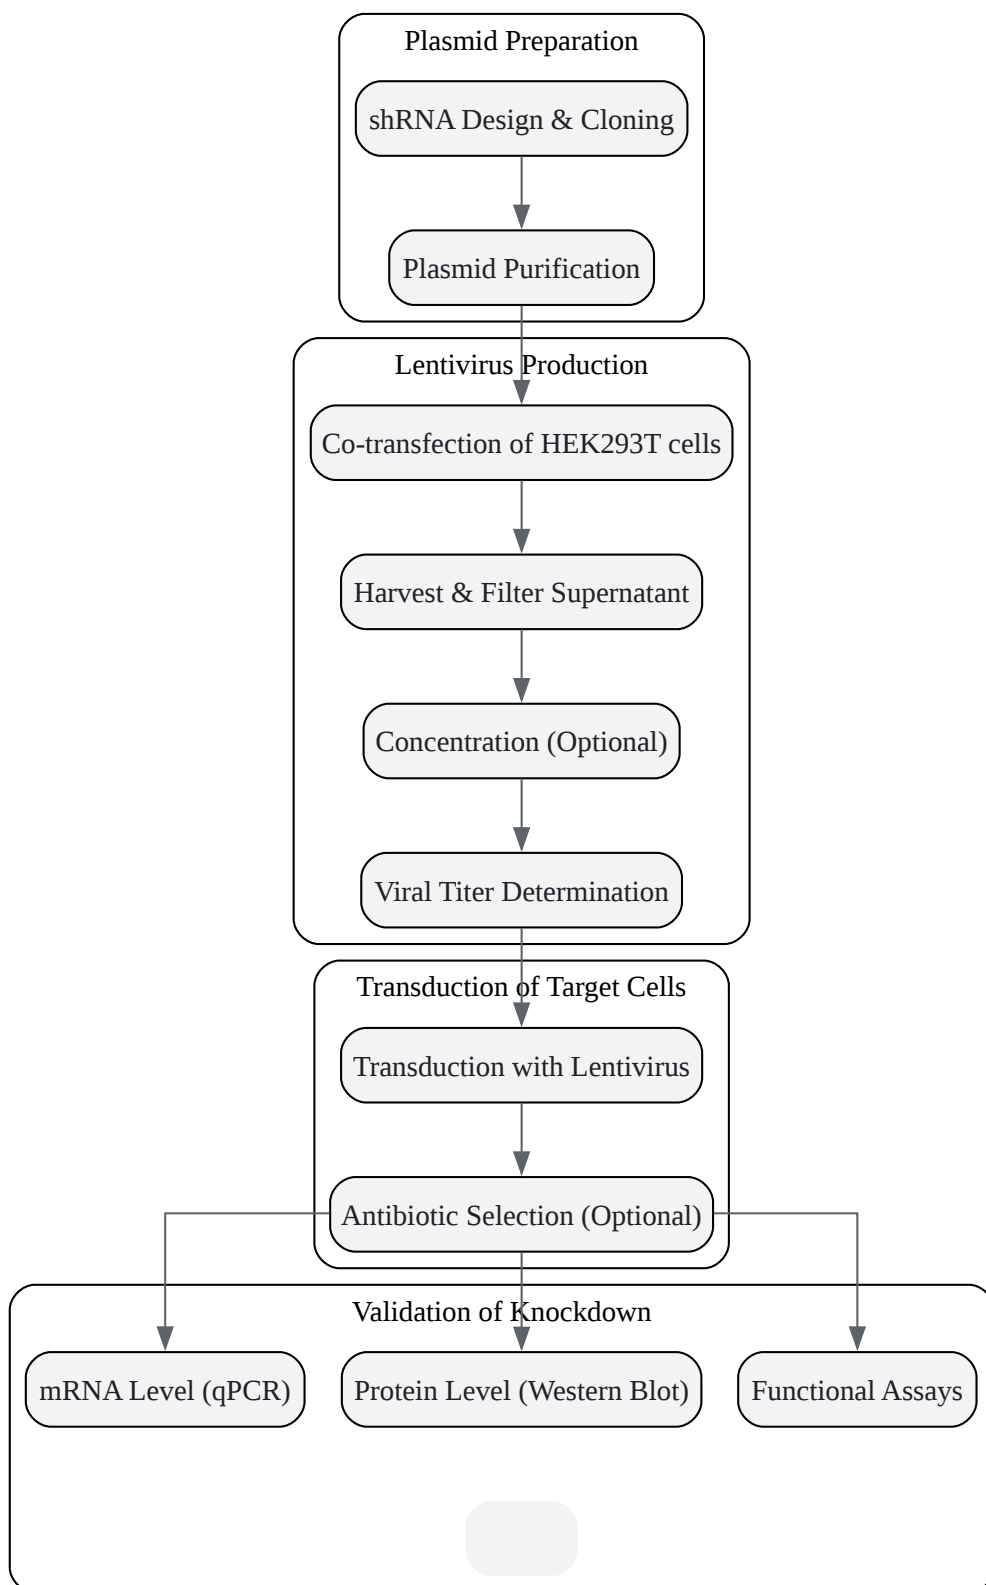 Plasmid Preparation
shRNA Design & Cloning
Plasmid Purification
Lentivirus Production
Co-transfection of HEK293T cells
Harvest & Filter Supernatant
Concentration (Optional)
Viral Titer Determination
Transduction of Target Cells
Transduction with Lentivirus
Antibiotic Selection (Optional)
Validation of Knockdown
mRNA Level (qPCR)
Protein Level (Western Blot)
Functional Assays